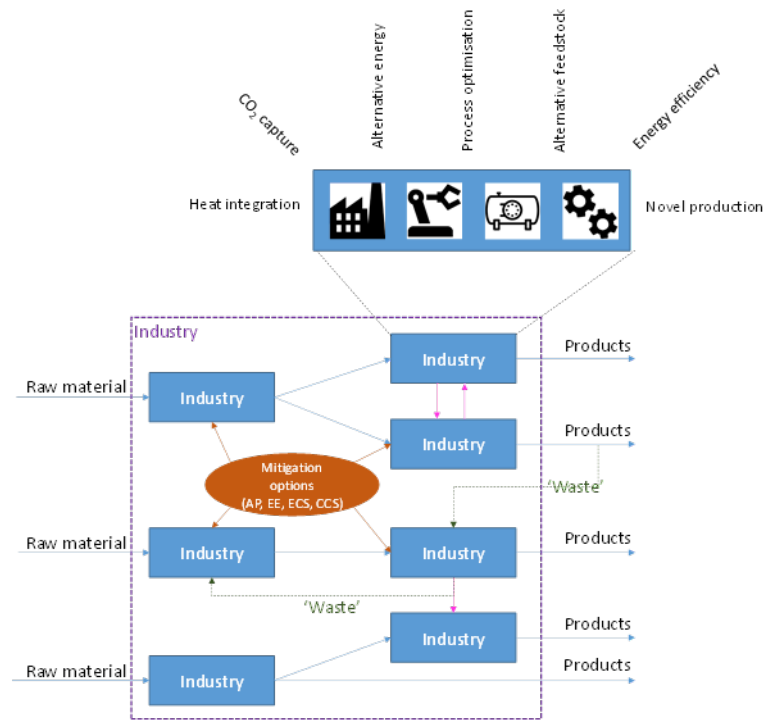 CO₂ capture
Alternative energy
Process optimisation
Alternative feedstock
Energy efficiency
Heat integration
Novel production
Industry
Industry
Products
Raw material
Industry
Industry
Products
Mitigation
options
(AP, EE, ECS, CCS)
'Waste'
Raw material
Industry
Industry
Products
'Waste'
Industry
Products
Raw material
Industry
Products